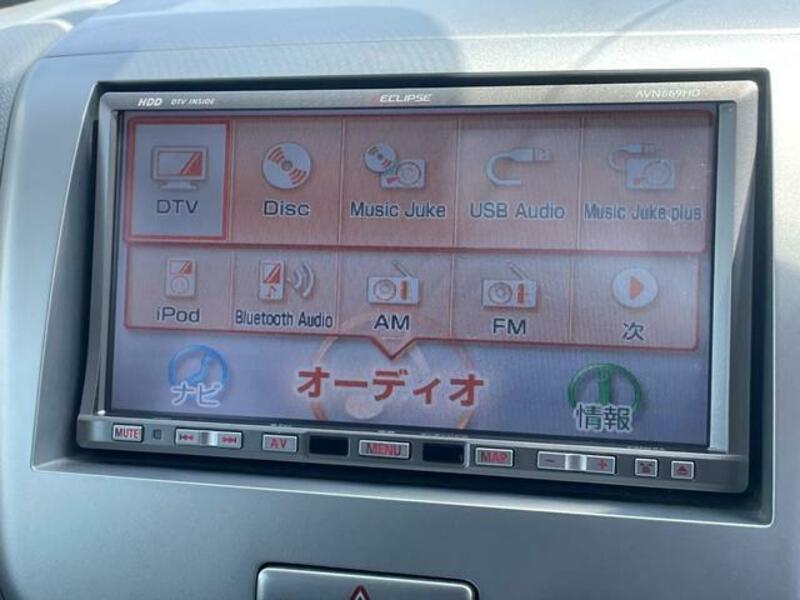 HDD DTV INSIDE ECLIPSE AVN669HD
DTV Disc Music Juke USB Audio Music Juke plus
iPod Bluetooth Audio AM FM 次
ナビ オーディオ 情報
MUTE AV MENU MAP − +